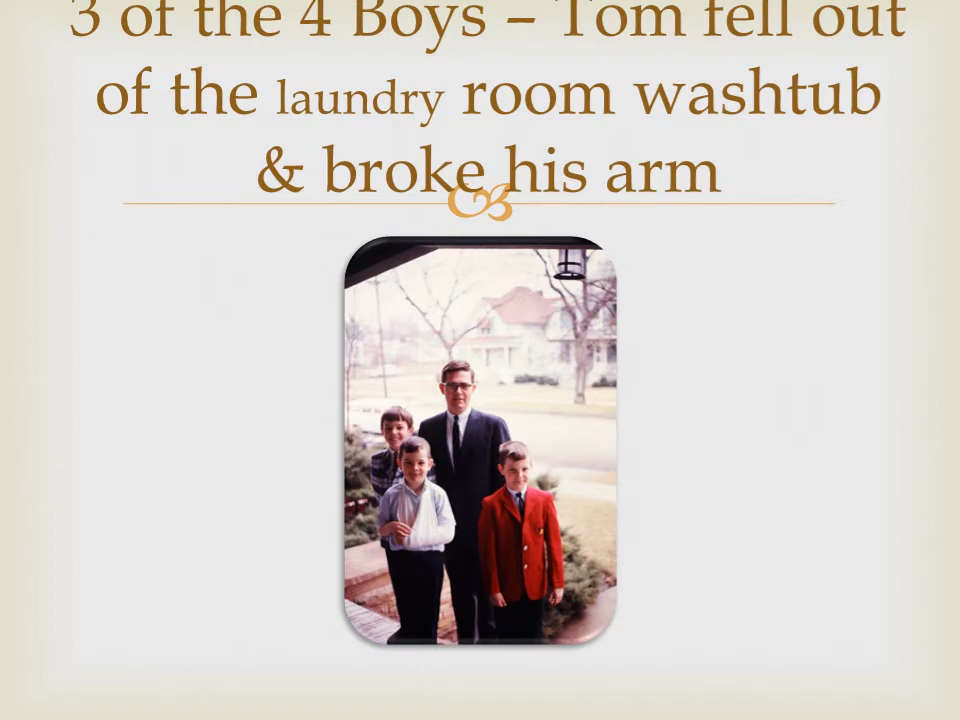 3 of the 4 Boys – Tom fell out
of the laundry room washtub
& broke his arm